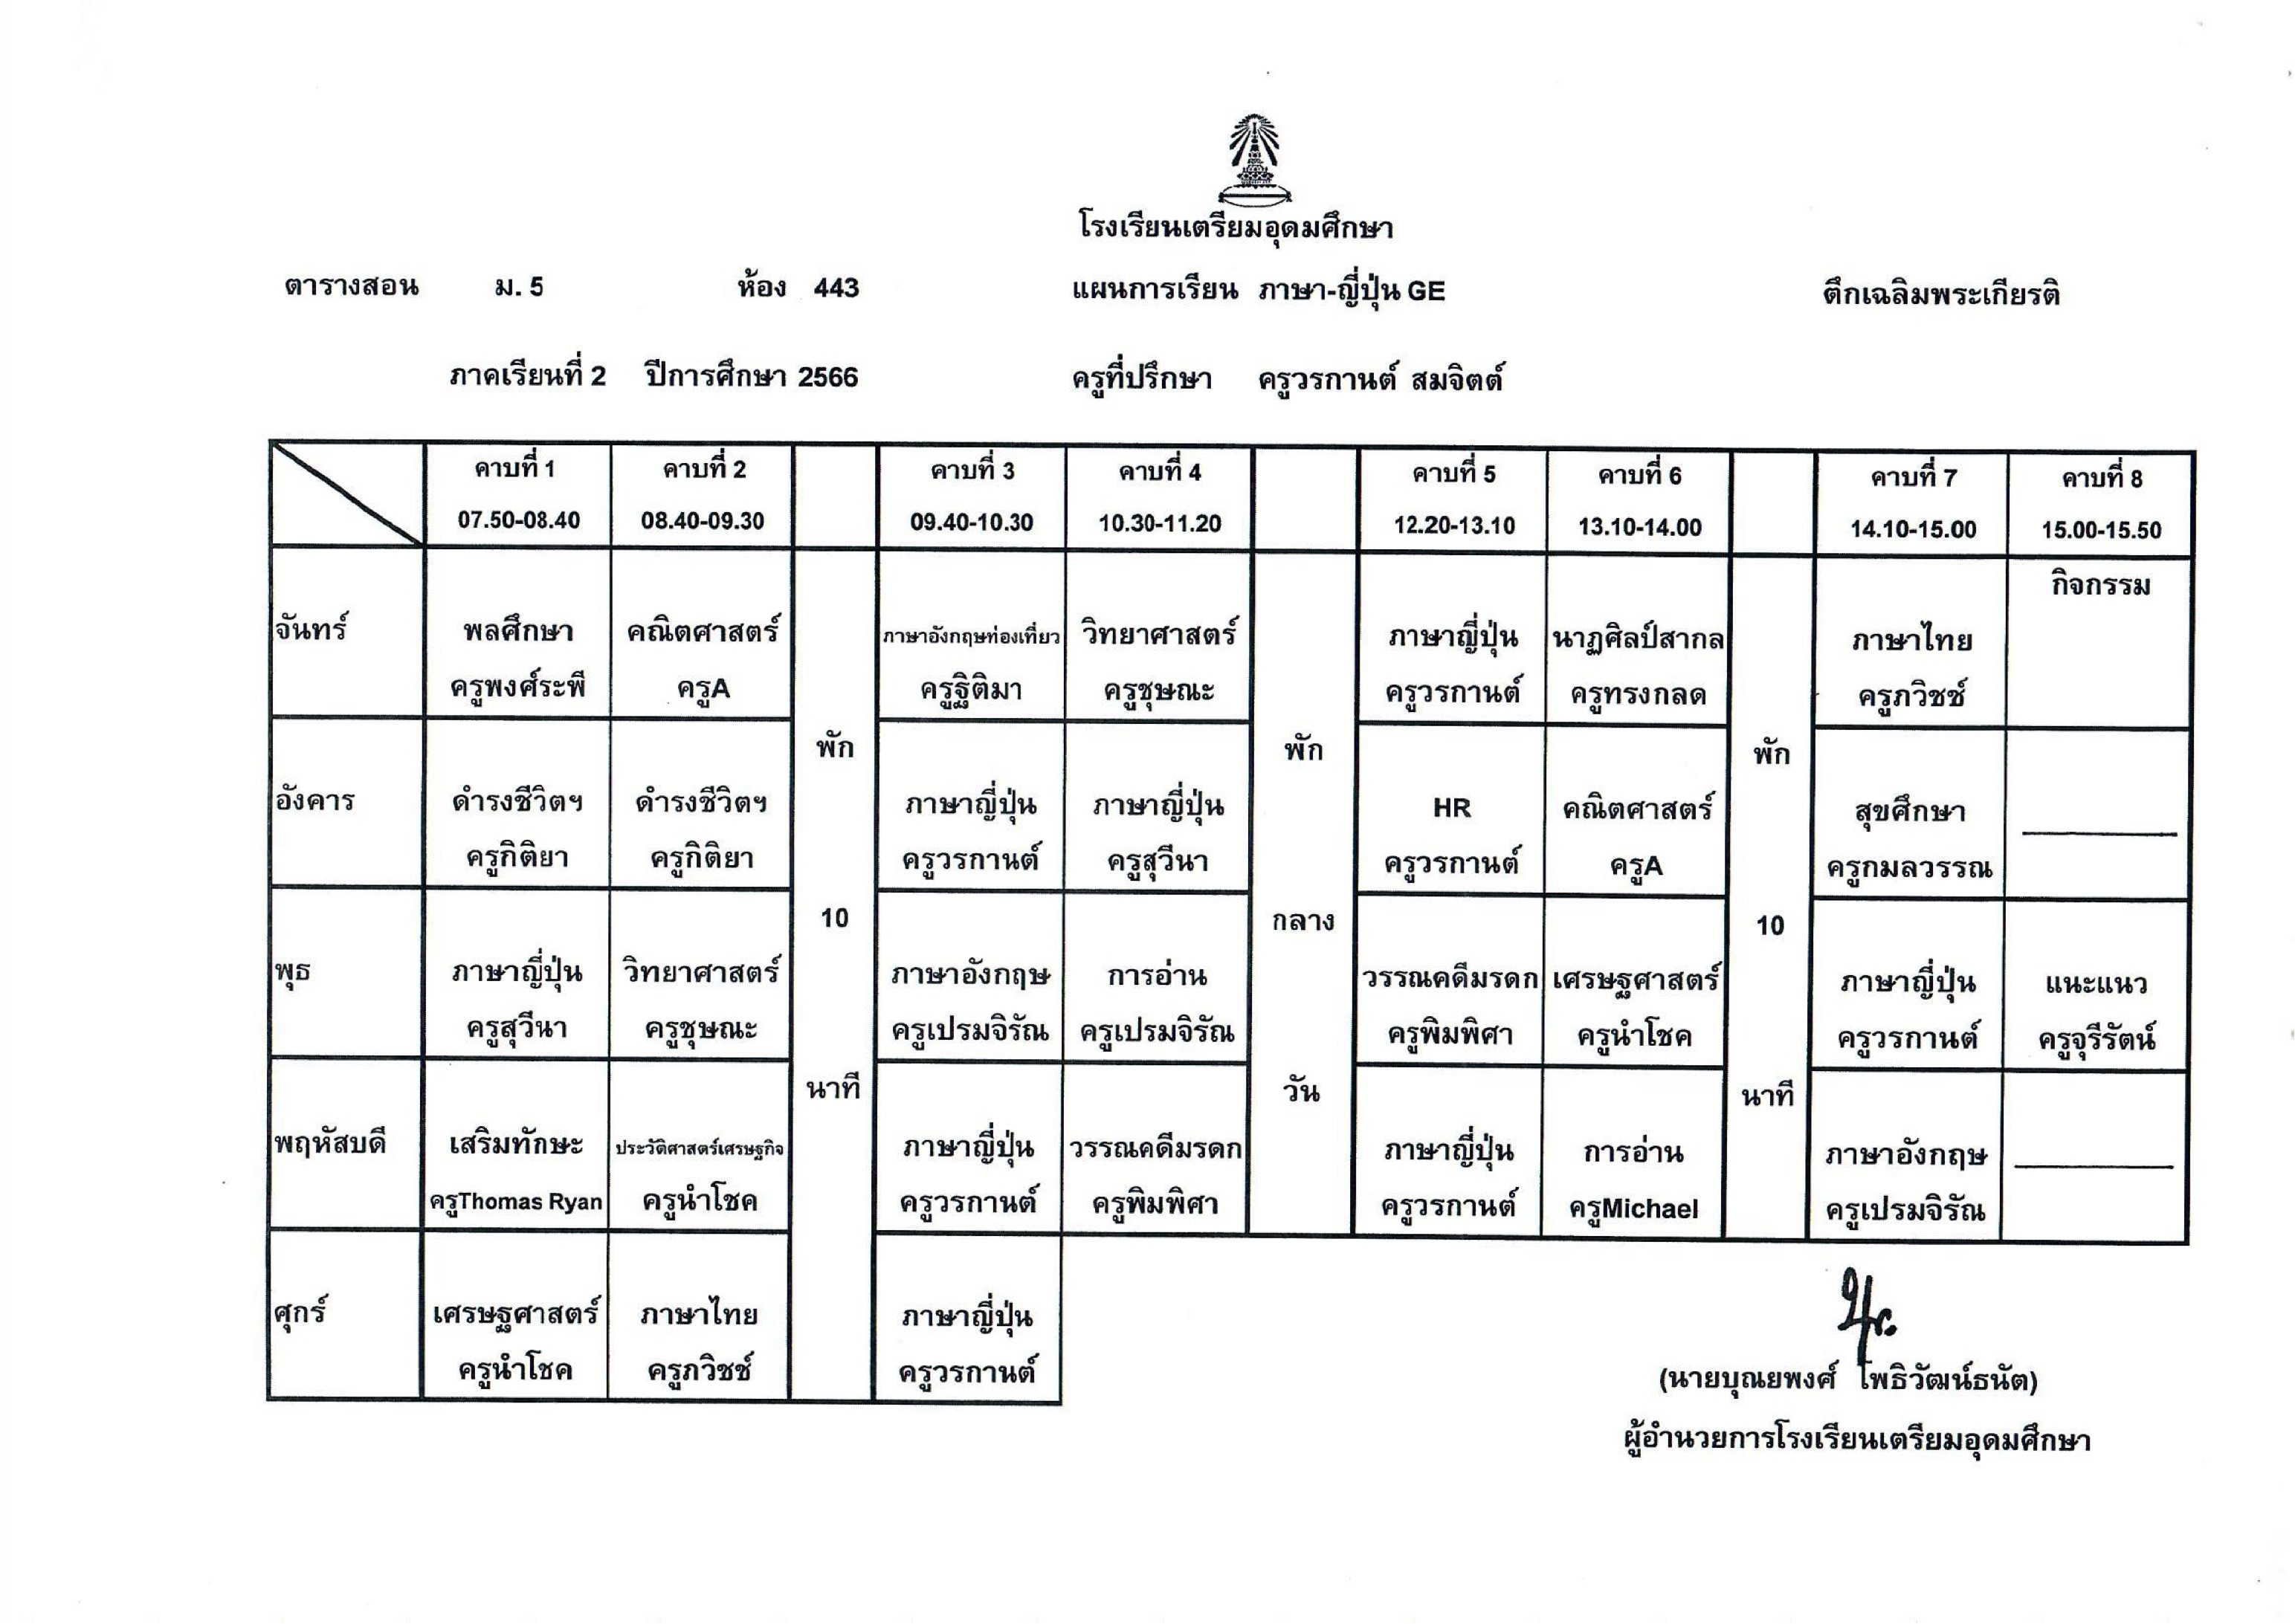 โรงเรียนเตรียมอุดมศึกษา
ตารางสอน ม. 5 ห้อง 443 แผนการเรียน ภาษา-ญี่ปุ่น GE ตึกเฉลิมพระเกียรติ
ภาคเรียนที่ 2 ปีการศึกษา 2566 ครูที่ปรึกษา ครูวรกานต์ สมจิตต์
คาบที่ 1 คาบที่ 2 คาบที่ 3 คาบที่ 4 คาบที่ 5 คาบที่ 6 คาบที่ 7 คาบที่ 8
07.50-08.40 08.40-09.30 09.40-10.30 10.30-11.20 12.20-13.10 13.10-14.00 14.10-15.00 15.00-15.50
กิจกรรม
จันทร์ พลศึกษา คณิตศาสตร์ ภาษาอังกฤษท่องเที่ยว วิทยาศาสตร์ ภาษาญี่ปุ่น นาฏศิลป์สากล ภาษาไทย
ครูพงศ์ระพี ครูA ครูฐิติมา ครูชุษณะ ครูวรกานต์ ครูทรงกลด ครูภวิชช์
พัก พัก พัก
อังคาร ดำรงชีวิตฯ ดำรงชีวิตฯ ภาษาญี่ปุ่น ภาษาญี่ปุ่น HR คณิตศาสตร์ สุขศึกษา
ครูกิติยา ครูกิติยา ครูวรกานต์ ครูสุวีนา ครูวรกานต์ ครูA ครูกมลวรรณ
10 กลาง 10
พุธ ภาษาญี่ปุ่น วิทยาศาสตร์ ภาษาอังกฤษ การอ่าน วรรณคดีมรดก เศรษฐศาสตร์ ภาษาญี่ปุ่น แนะแนว
ครูสุวีนา ครูชุษณะ ครูเปรมจิรัณ ครูเปรมจิรัณ ครูพิมพิศา ครูนำโชค ครูวรกานต์ ครูจุรีรัตน์
นาที วัน นาที
พฤหัสบดี เสริมทักษะ ประวัติศาสตร์เศรษฐกิจ ภาษาญี่ปุ่น วรรณคดีมรดก ภาษาญี่ปุ่น การอ่าน ภาษาอังกฤษ
ครูThomas Ryan ครูนำโชค ครูวรกานต์ ครูพิมพิศา ครูวรกานต์ ครูMichael ครูเปรมจิรัณ
ศุกร์ เศรษฐศาสตร์ ภาษาไทย ภาษาญี่ปุ่น
ครูนำโชค ครูภวิชช์ ครูวรกานต์
(นายบุณยพงศ์ โพธิวัฒน์ธนัต)
ผู้อำนวยการโรงเรียนเตรียมอุดมศึกษา